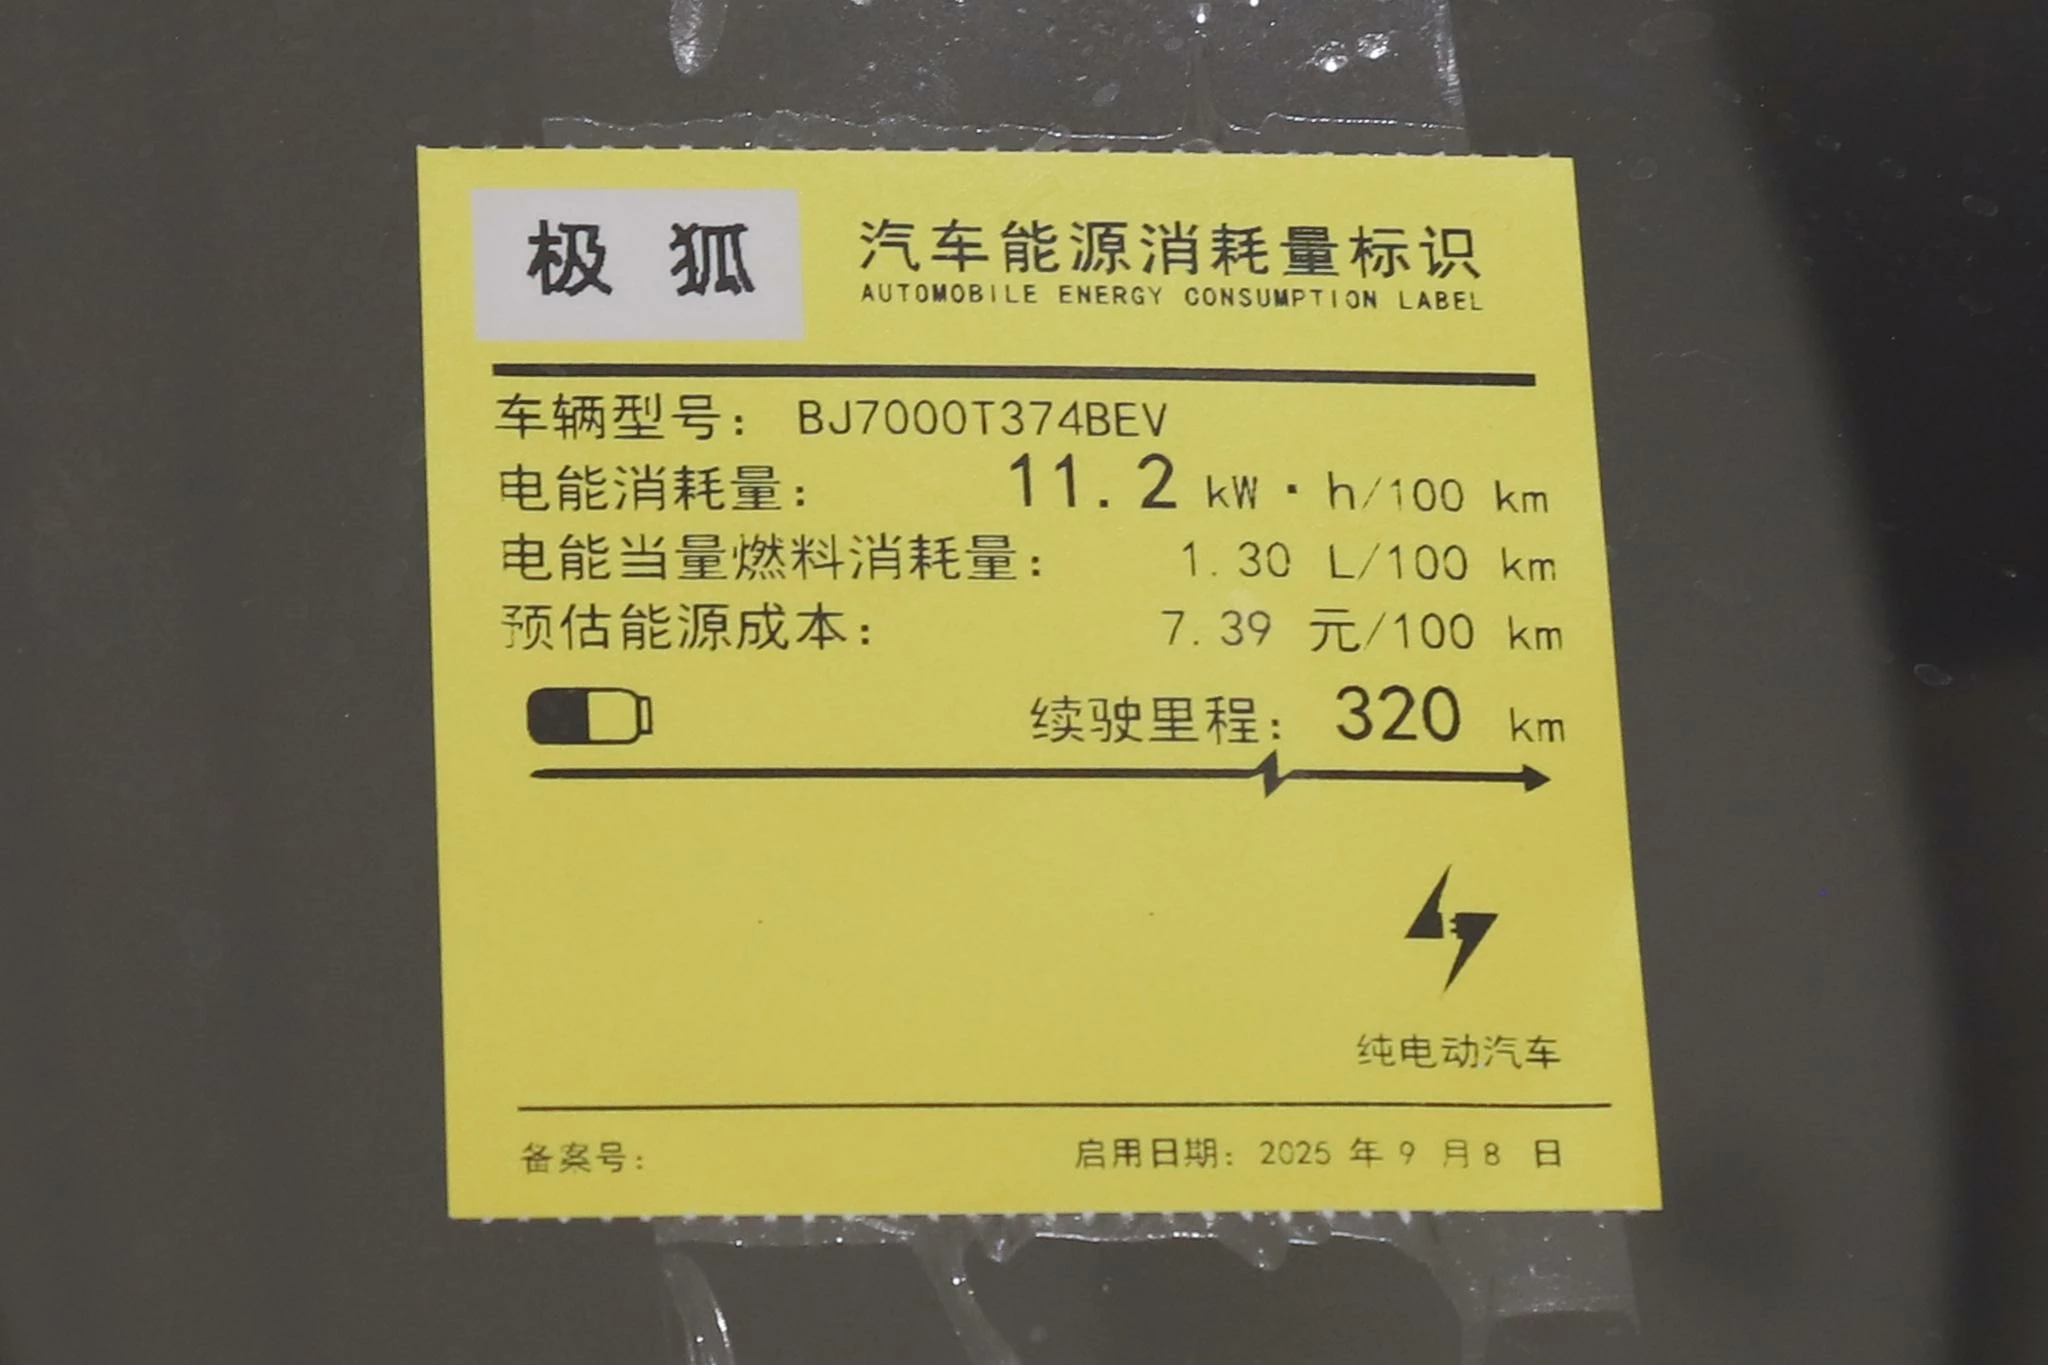 极 狐
汽车能源消耗量标识
AUTOMOBILE ENERGY CONSUMPTION LABEL
车辆型号: BJ7000T374BEV
电能消耗量: 11.2 kW·h/100 km
电能当量燃料消耗量: 1.30 L/100 km
预估能源成本: 7.39 元/100 km
续驶里程: 320 km
纯电动汽车
备案号:
启用日期: 2025 年 9 月 8 日